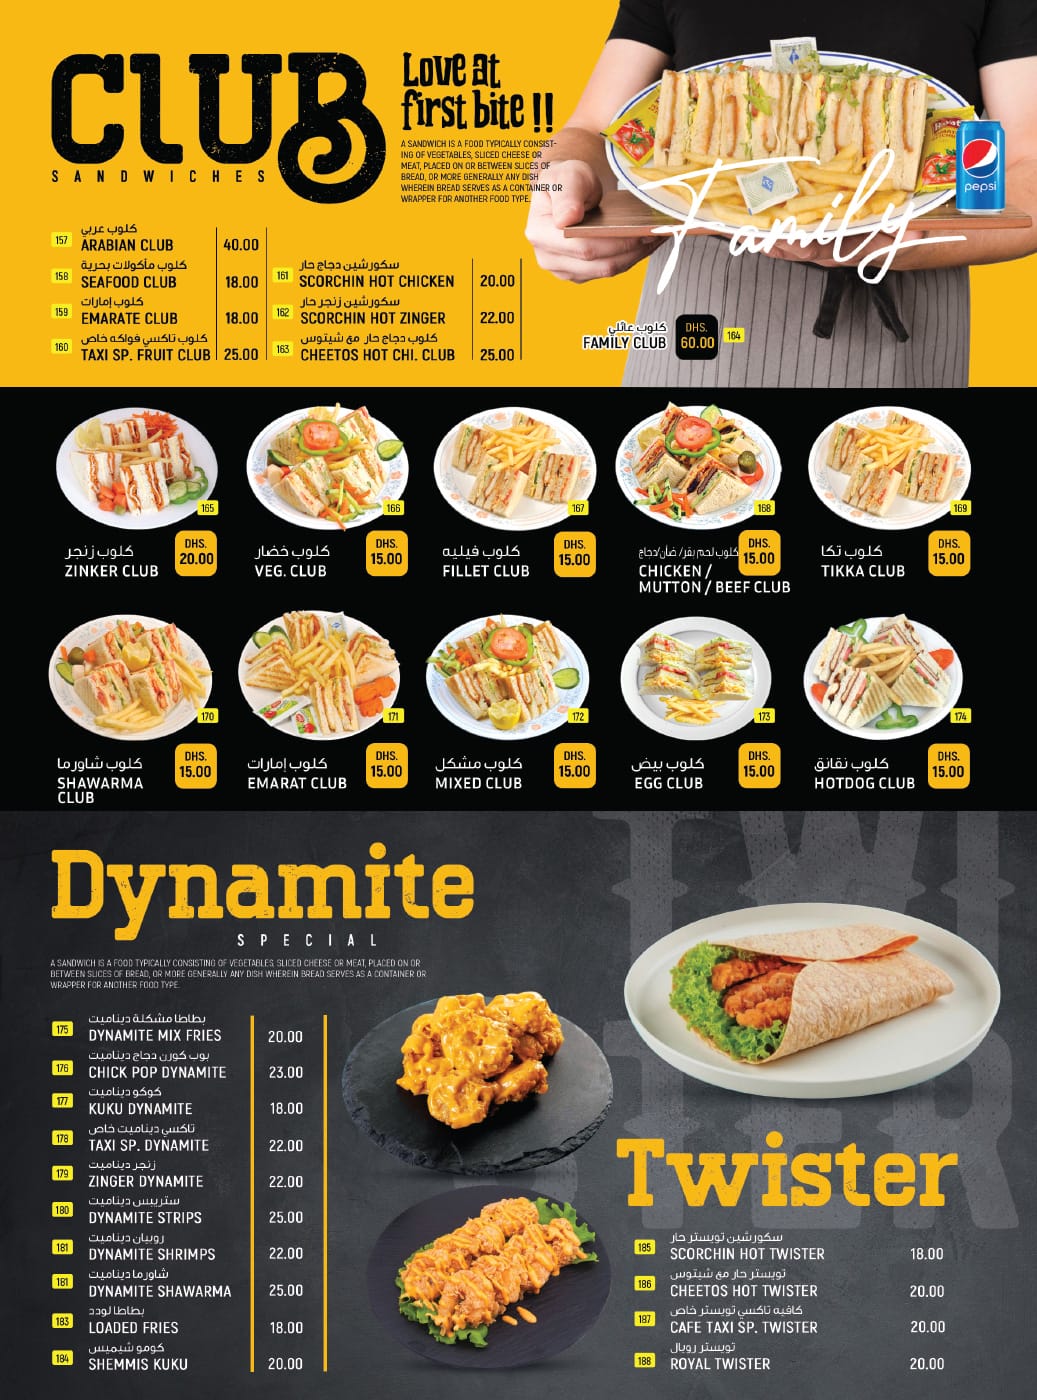 CLUB
SANDWICHES
Love at
first bite !!
A SANDWICH IS A FOOD TYPICALLY CONSIST-
ING OF VEGETABLES, SLICED CHEESE OR
MEAT, PLACED ON OR BETWEEN SLICES OF
BREAD, OR MORE GENERALLY ANY DISH
WHEREIN BREAD SERVES AS A CONTAINER OR
WRAPPER FOR ANOTHER FOOD TYPE.
pepsi
Family
كلوب عربي
157 ARABIAN CLUB 40.00
كلوب مأكولات بحرية
158 SEAFOOD CLUB 18.00
كلوب إمارات
159 EMARATE CLUB 18.00
كلوب تاكسي فواكه خاص
160 TAXI SP. FRUIT CLUB 25.00
سكورشين دجاج حار
161 SCORCHIN HOT CHICKEN 20.00
سكورشين زنجر حار
162 SCORCHIN HOT ZINGER 22.00
كلوب دجاج حار مع شيتوس
163 CHEETOS HOT CHI. CLUB 25.00
كلوب عائلي
FAMILY CLUB
DHS.
60.00
164
165
كلوب زنجر
ZINKER CLUB
DHS.
20.00
166
كلوب خضار
VEG. CLUB
DHS.
15.00
167
كلوب فيليه
FILLET CLUB
DHS.
15.00
168
كلوب لحم بقر/ ضأن/دجاج
CHICKEN /
MUTTON / BEEF CLUB
DHS.
15.00
169
كلوب تكا
TIKKA CLUB
DHS.
15.00
170
كلوب شاورما
SHAWARMA
CLUB
DHS.
15.00
171
كلوب إمارات
EMARAT CLUB
DHS.
15.00
172
كلوب مشكل
MIXED CLUB
DHS.
15.00
173
كلوب بيض
EGG CLUB
DHS.
15.00
174
كلوب نقانق
HOTDOG CLUB
DHS.
15.00
Dynamite
SPECIAL
A SANDWICH IS A FOOD TYPICALLY CONSISTING OF VEGETABLES, SLICED CHEESE OR MEAT, PLACED ON OR
BETWEEN SLICES OF BREAD, OR MORE GENERALLY ANY DISH WHEREIN BREAD SERVES AS A CONTAINER OR
WRAPPER FOR ANOTHER FOOD TYPE.
بطاطا مشكلة ديناميت
175 DYNAMITE MIX FRIES 20.00
بوب كورن دجاج ديناميت
176 CHICK POP DYNAMITE 23.00
كوكو ديناميت
177 KUKU DYNAMITE 18.00
تاكسي ديناميت خاص
178 TAXI SP. DYNAMITE 22.00
زنجر ديناميت
179 ZINGER DYNAMITE 22.00
ستريبس ديناميت
180 DYNAMITE STRIPS 25.00
روبيان ديناميت
181 DYNAMITE SHRIMPS 22.00
شاورما ديناميت
181 DYNAMITE SHAWARMA 25.00
بطاطا لودد
183 LOADED FRIES 18.00
كومو شيميس
184 SHEMMIS KUKU 20.00
TWI
STER
Twister
سكورشين تويستر حار
185 SCORCHIN HOT TWISTER 18.00
تويستر حار مع شيتوس
186 CHEETOS HOT TWISTER 20.00
كافيه تاكسي تويستر خاص
187 CAFE TAXI SP. TWISTER 20.00
تويستر رويال
188 ROYAL TWISTER 20.00